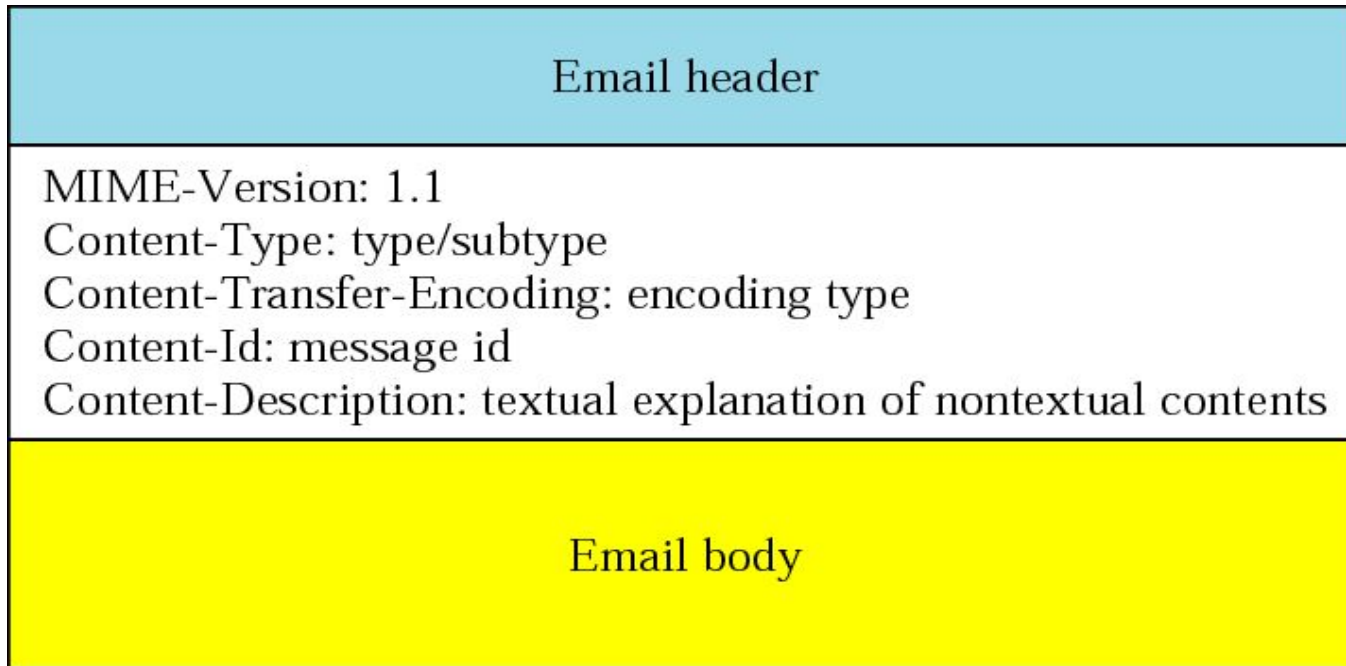 Email header
MIME-Version: 1.1
Content-Type: type/subtype
Content-Transfer-Encoding: encoding type
Content-Id: message id
Content-Description: textual explanation of nontextual contents
Email body